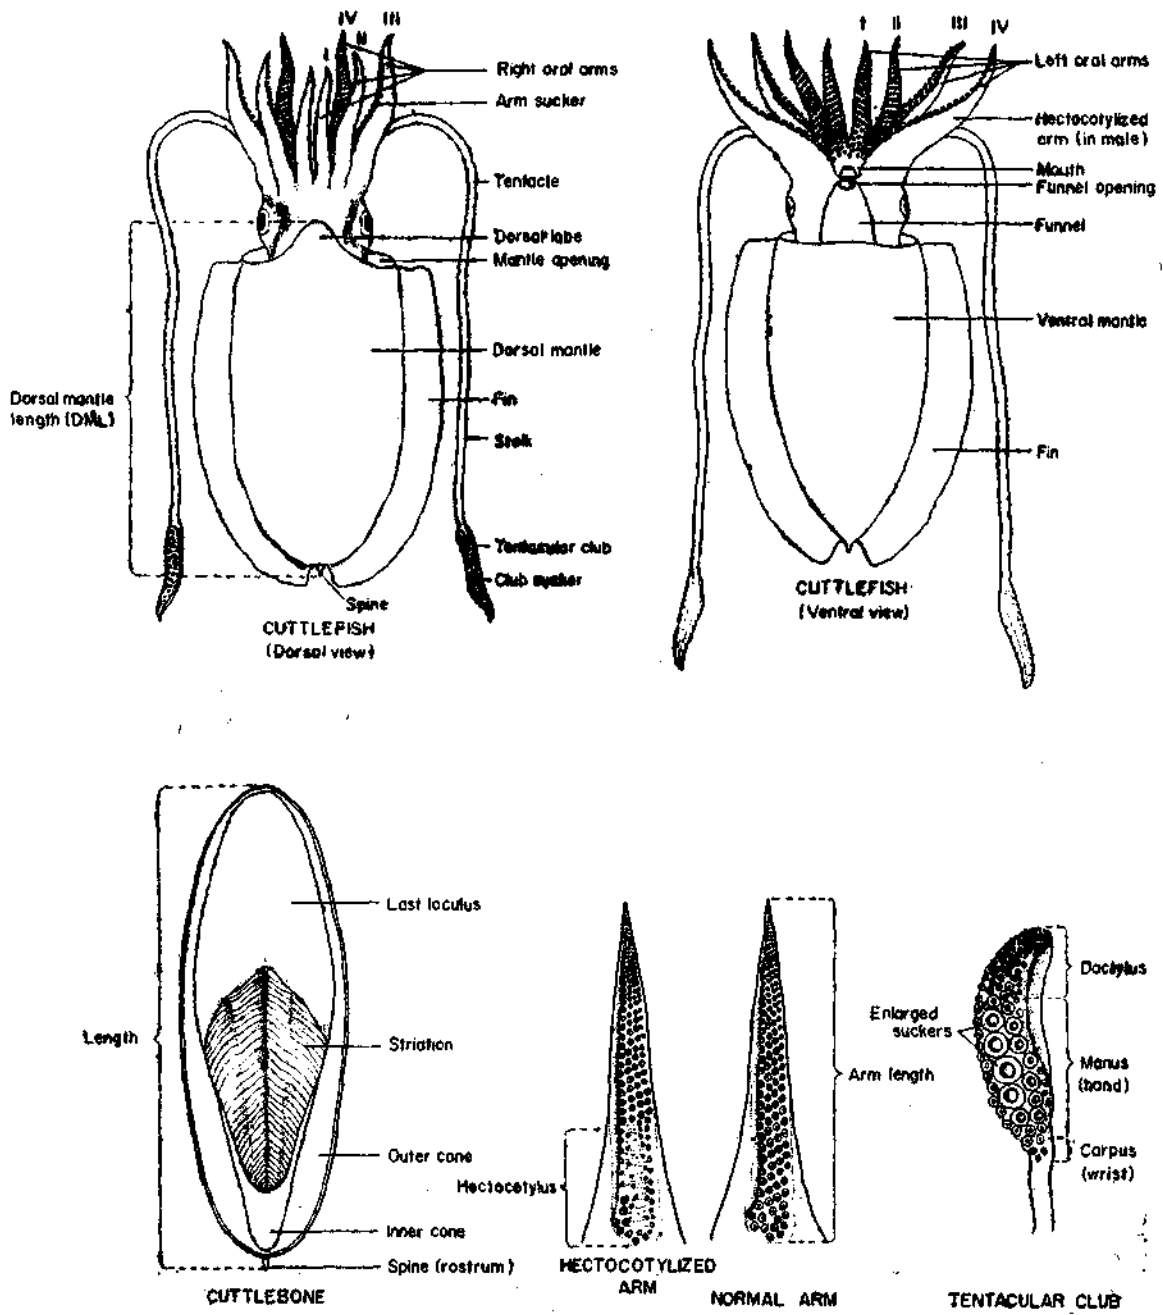 IV III
I II
Right oral arms
Arm sucker
Tentacle
Dorsal lobe
Mantle opening
Dorsal mantle
Dorsal mantle
length (DML)
Fin
Stalk
Tentacular club
Club sucker
Spine
CUTTLEFISH
(Dorsal view)
I II III IV
Left oral arms
Hectocotylized
arm (in male)
Mouth
Funnel opening
Funnel
Ventral mantle
Fin
CUTTLEFISH
(Ventral view)
Last loculus
Length
Striation
Outer cone
Inner cone
Spine (rostrum)
CUTTLEBONE
Hectocotylus
HECTOCOTYLIZED
ARM
Arm length
NORMAL ARM
Enlarged
suckers
Dactylus
Manus
(hand)
Carpus
(wrist)
TENTACULAR CLUB